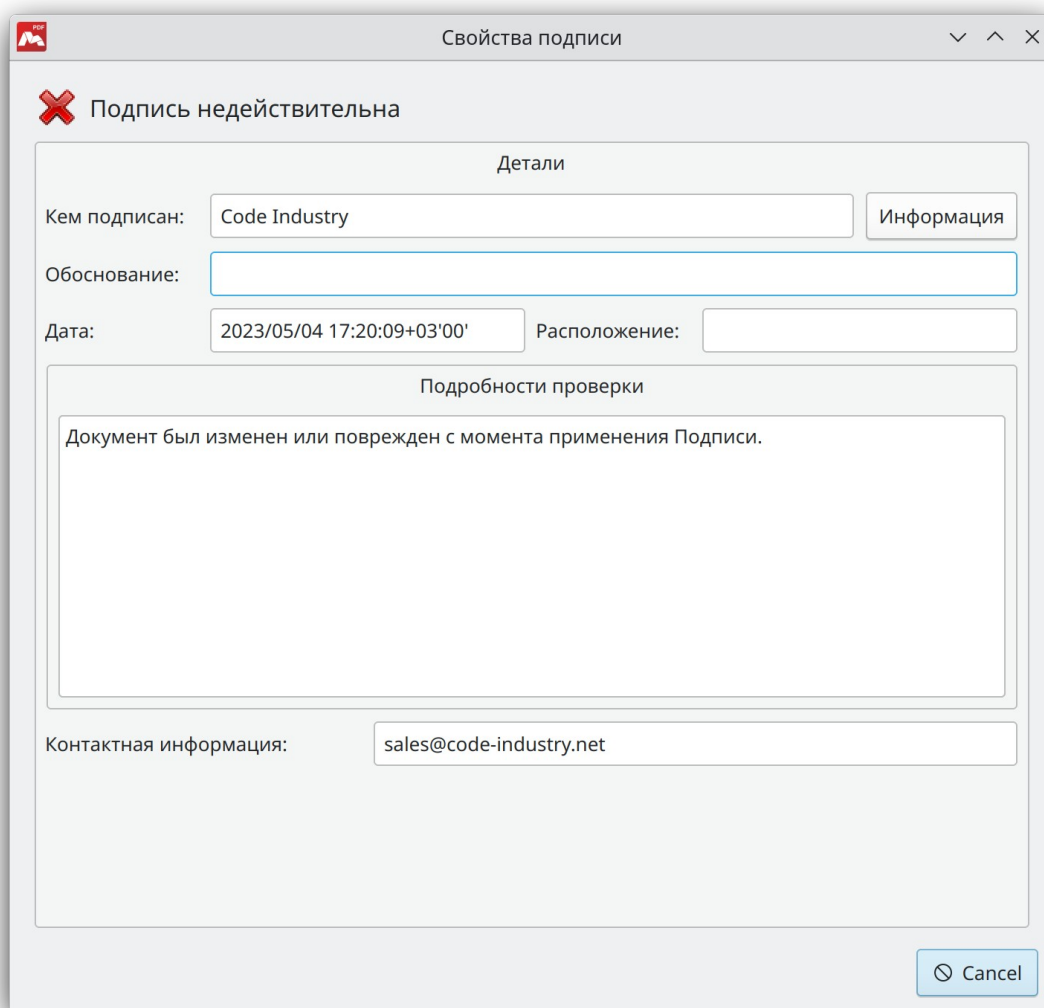 PDF
Свойства подписи
Подпись недействительна
Детали
Кем подписан: Code Industry Информация
Обоснование:
Дата: 2023/05/04 17:20:09+03'00' Расположение:
Подробности проверки
Документ был изменен или поврежден с момента применения Подписи.
Контактная информация: sales@code-industry.net
Cancel